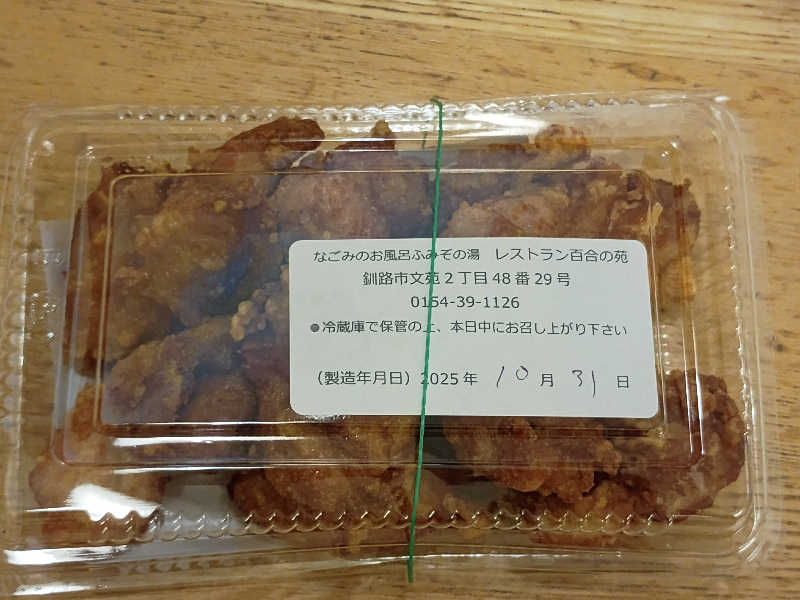 なごみのお風呂ふみぞの湯　レストラン百合の苑
釧路市文苑2丁目48番29号
0154-39-1126
●冷蔵庫で保管の上、本日中にお召し上がり下さい
（製造年月日）2025年 10月 31日